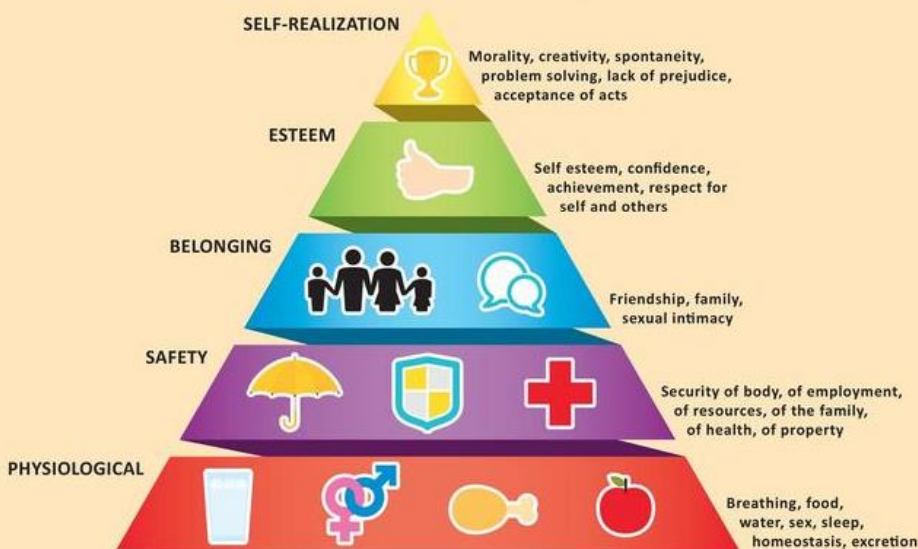 SELF-REALIZATION
Morality, creativity, spontaneity,
problem solving, lack of prejudice,
acceptance of acts
ESTEEM
Self esteem, confidence,
achievement, respect for
self and others
BELONGING
Friendship, family,
sexual intimacy
SAFETY
Security of body, of employment,
of resources, of the family,
of health, of property
PHYSIOLOGICAL
Breathing, food,
water, sex, sleep,
homeostasis, excretion